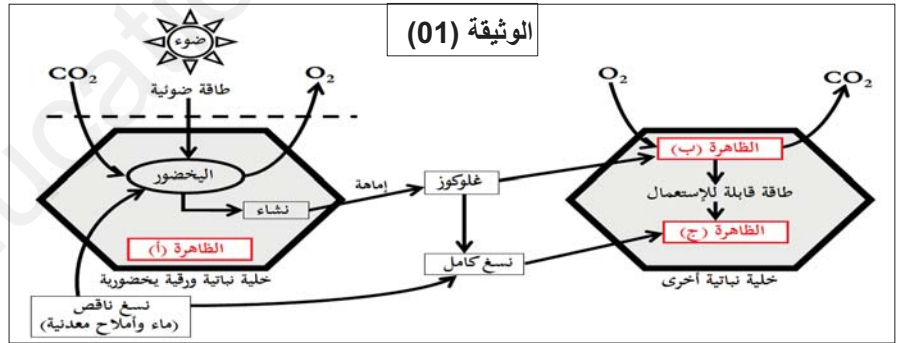 الوثيقة (01)
ضوء
CO₂
O₂
طاقة ضوئية
اليخضور
نشاء
الظاهرة (أ)
خلية نباتية ورقية يخضورية
نسغ ناقص
(ماء وأملاح معدنية)
إماهة
غلوكوز
نسغ كامل
O₂
CO₂
الظاهرة (ب)
طاقة قابلة للإستعمال
الظاهرة (ج)
خلية نباتية أخرى